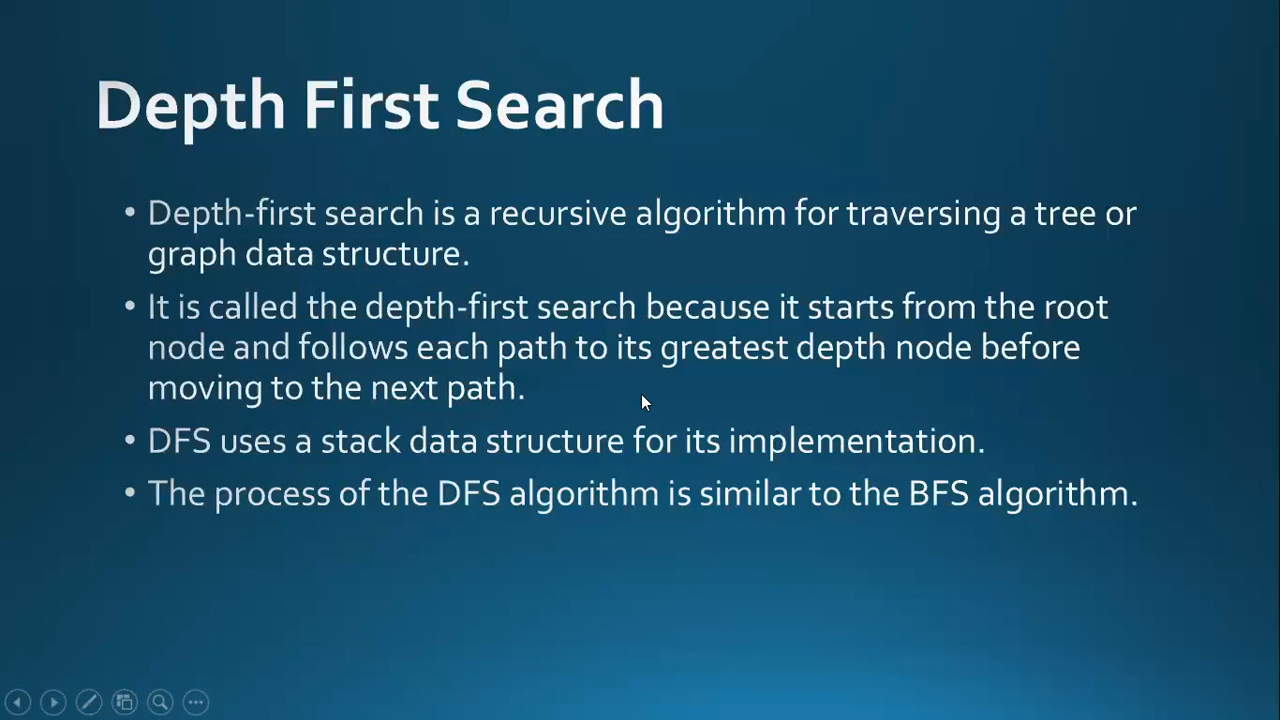 Depth First Search
• Depth-first search is a recursive algorithm for traversing a tree or
graph data structure.
• It is called the depth-first search because it starts from the root
node and follows each path to its greatest depth node before
moving to the next path.
• DFS uses a stack data structure for its implementation.
• The process of the DFS algorithm is similar to the BFS algorithm.